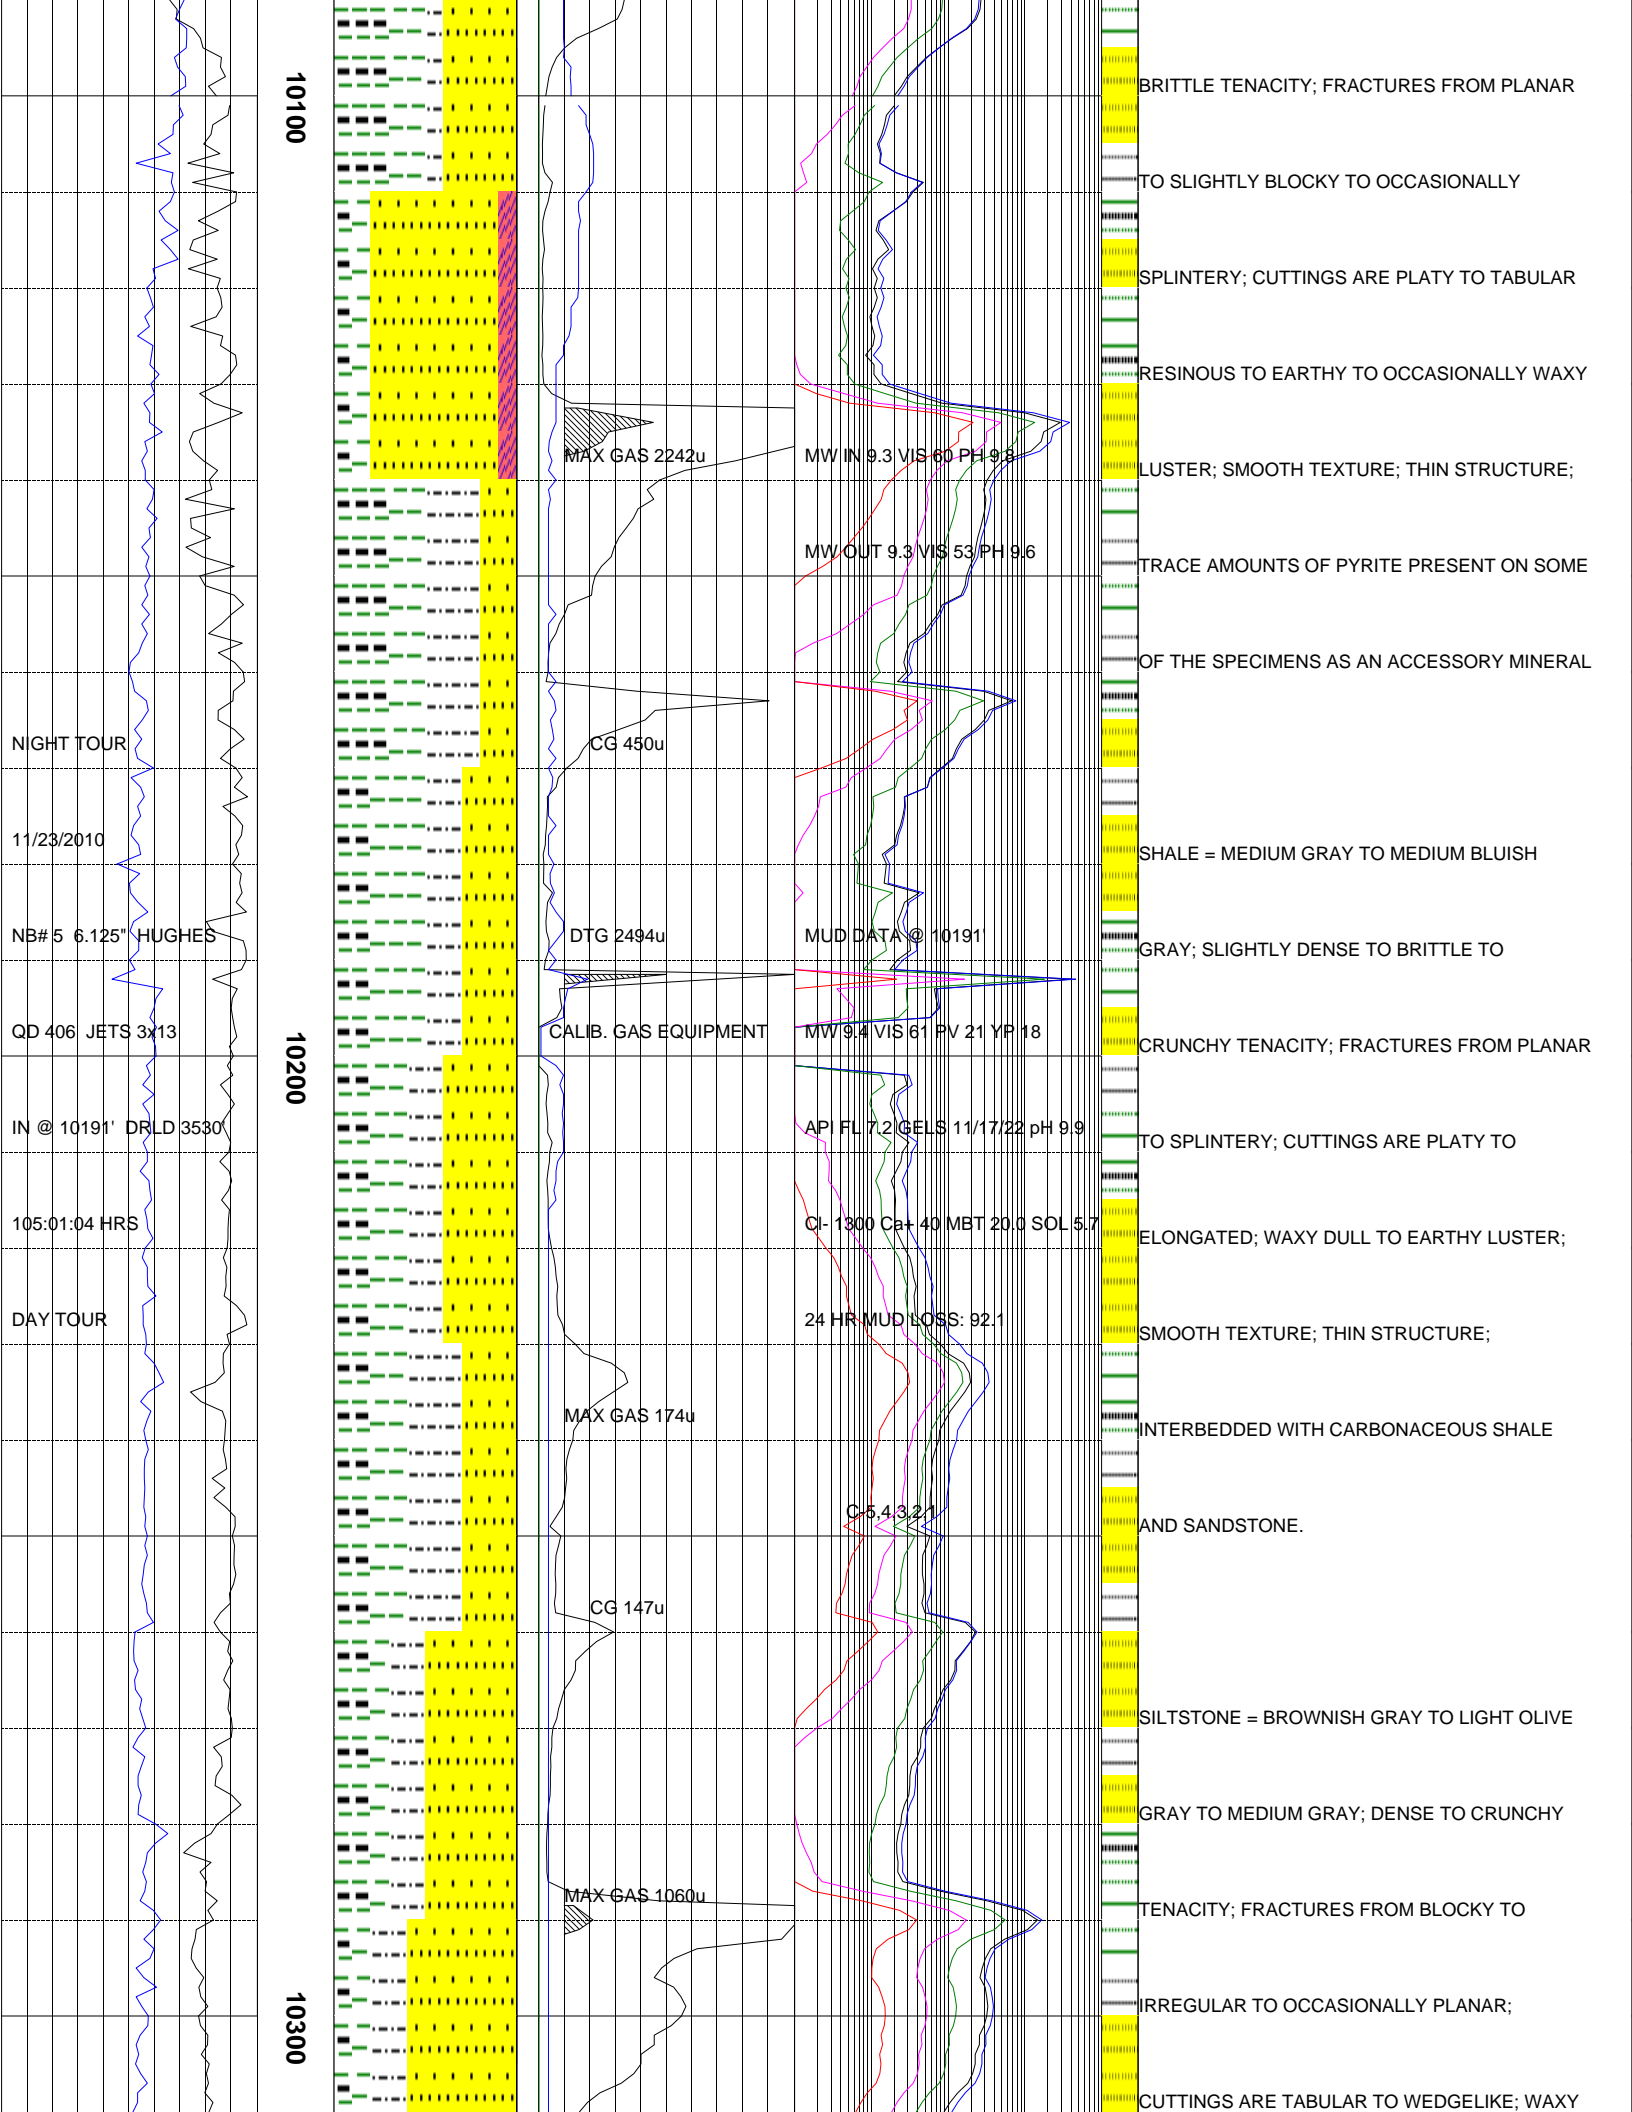 NIGHT TOUR
11/23/2010
NB# 5  6.125"  HUGHES
QD 406  JETS 3x13
IN @ 10191'  DRLD 3530'
105:01:04 HRS
DAY TOUR
10100
10200
10300
MAX GAS 2242u
CG 450u
DTG 2494u
CALIB. GAS EQUIPMENT
MAX GAS 174u
CG 147u
MAX GAS 1060u
MW IN 9.3 VIS 60 PH 9.8
MW OUT 9.3 VIS 53 PH 9.6
MUD DATA @ 10191'
MW 9.4 VIS 61 PV 21 YP 18
API FL 7.2 GELS 11/17/22 pH 9.9
Cl- 1300 Ca+ 40 MBT 20.0 SOL 5.7
24 HR MUD LOSS: 92.1
C-5,4,3,2,1
BRITTLE TENACITY; FRACTURES FROM PLANAR
TO SLIGHTLY BLOCKY TO OCCASIONALLY
SPLINTERY; CUTTINGS ARE PLATY TO TABULAR
RESINOUS TO EARTHY TO OCCASIONALLY WAXY
LUSTER; SMOOTH TEXTURE; THIN STRUCTURE;
TRACE AMOUNTS OF PYRITE PRESENT ON SOME
OF THE SPECIMENS AS AN ACCESSORY MINERAL
SHALE = MEDIUM GRAY TO MEDIUM BLUISH
GRAY; SLIGHTLY DENSE TO BRITTLE TO
CRUNCHY TENACITY; FRACTURES FROM PLANAR
TO SPLINTERY; CUTTINGS ARE PLATY TO
ELONGATED; WAXY DULL TO EARTHY LUSTER;
SMOOTH TEXTURE; THIN STRUCTURE;
INTERBEDDED WITH CARBONACEOUS SHALE
AND SANDSTONE.
SILTSTONE = BROWNISH GRAY TO LIGHT OLIVE
GRAY TO MEDIUM GRAY; DENSE TO CRUNCHY
TENACITY; FRACTURES FROM BLOCKY TO
IRREGULAR TO OCCASIONALLY PLANAR;
CUTTINGS ARE TABULAR TO WEDGELIKE; WAXY